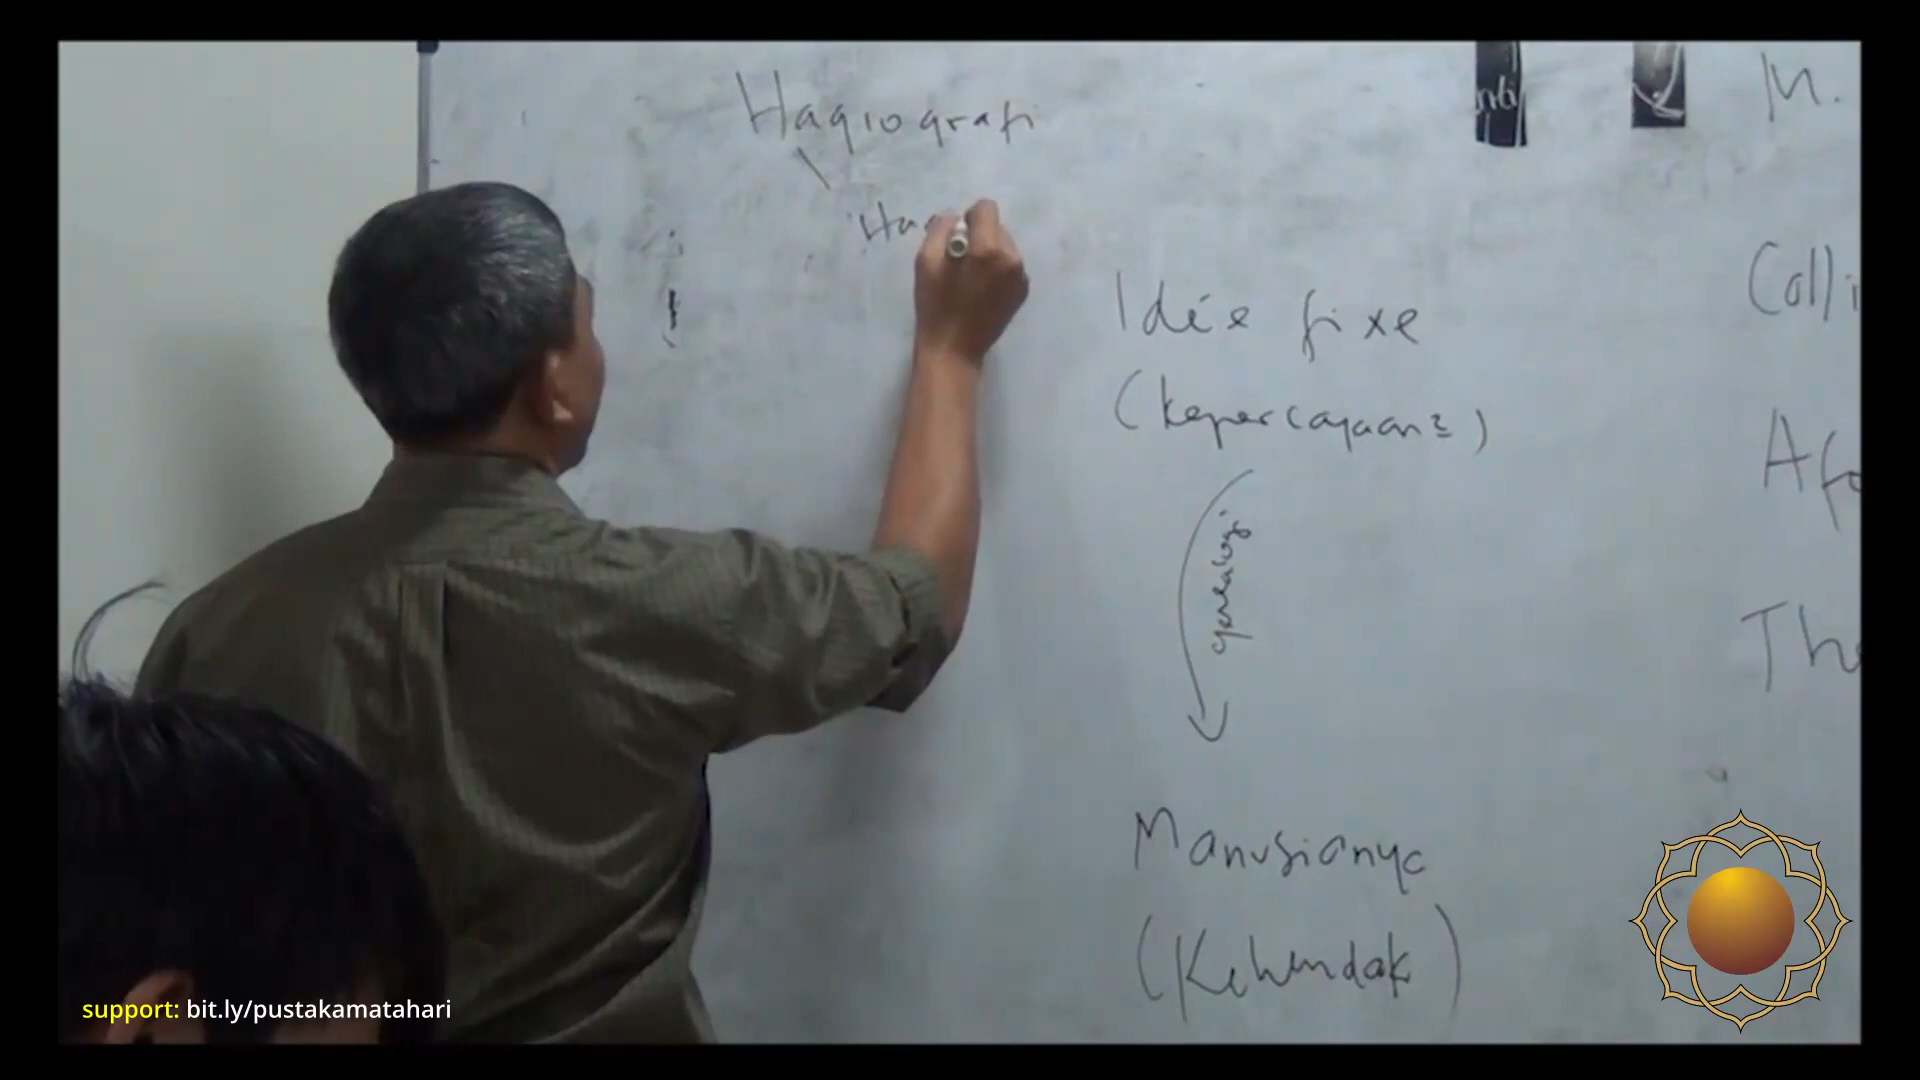 Hagiografi
Idée fixe
(kepercayaan2)
genealogi
Manusianya
(Kehendak)
support: bit.ly/pustakamatahari